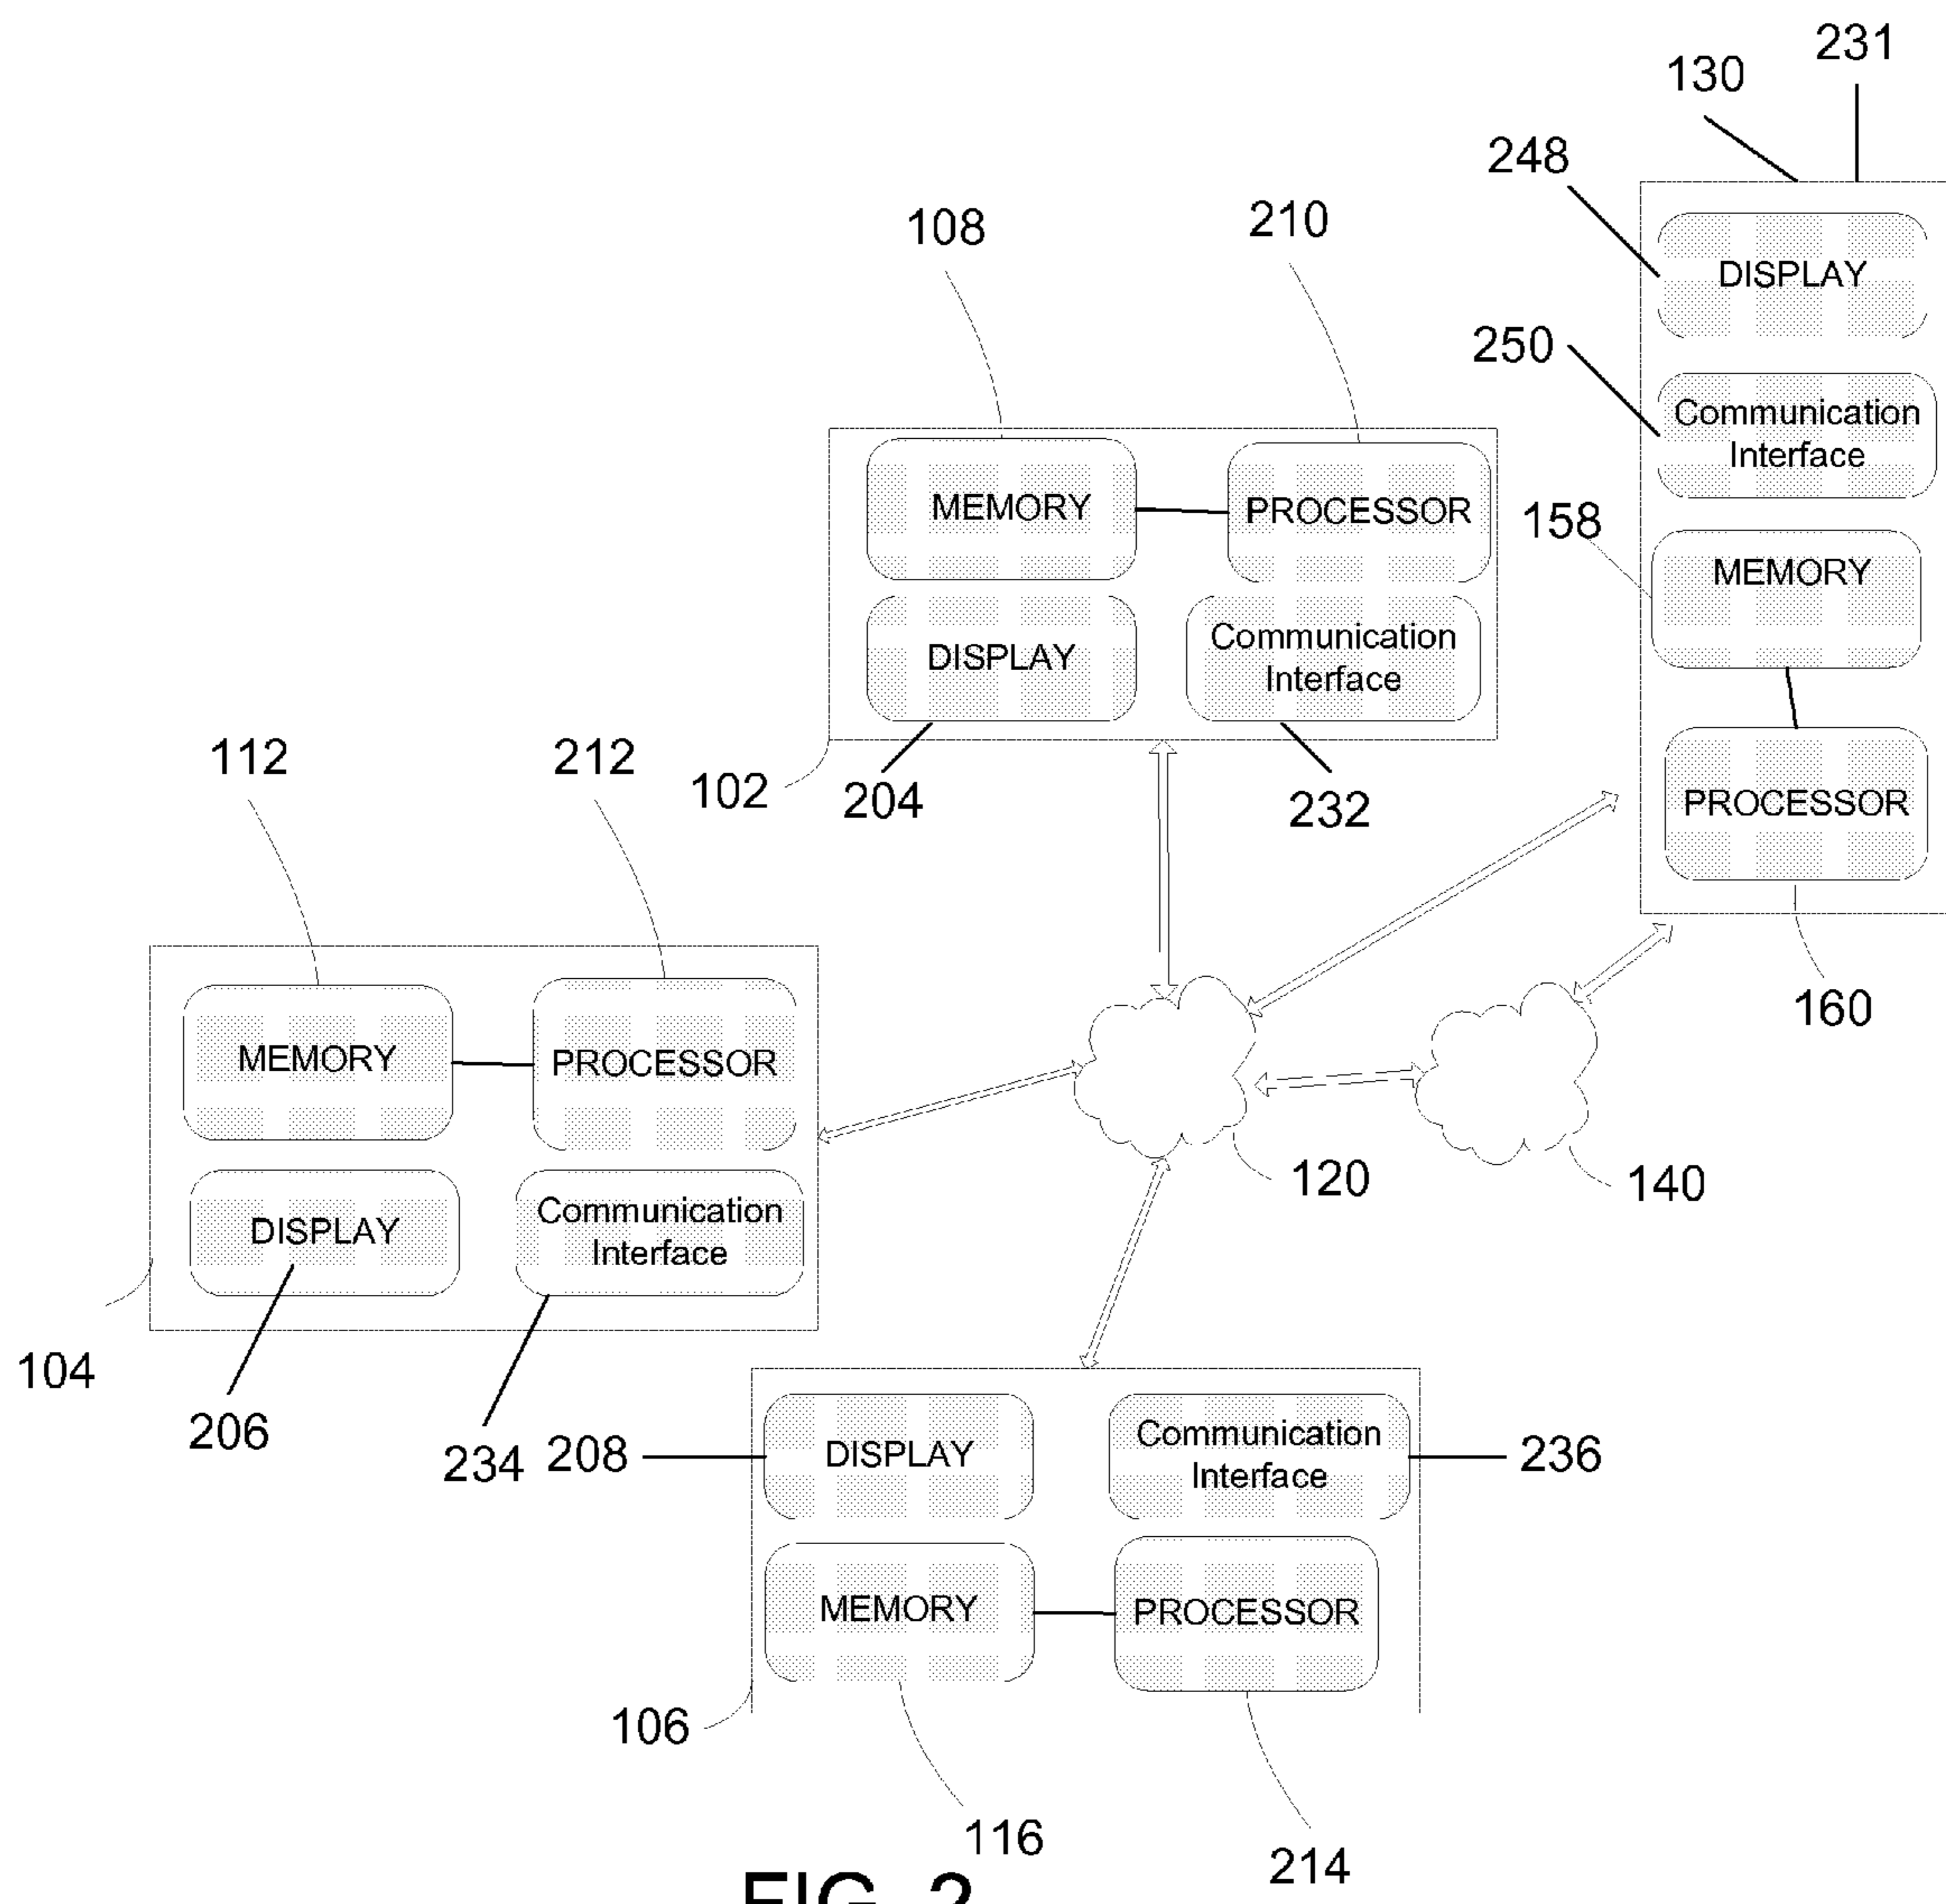 231
130
248
108
210
DISPLAY
250
Communication
Interface
158
MEMORY
PROCESSOR
MEMORY
DISPLAY
Communication
Interface
112
212
102
204
232
PROCESSOR
160
MEMORY
PROCESSOR
120
140
DISPLAY
Communication
Interface
104
206
234
208
DISPLAY
Communication
Interface
236
MEMORY
PROCESSOR
106
116
214
FIG. 2